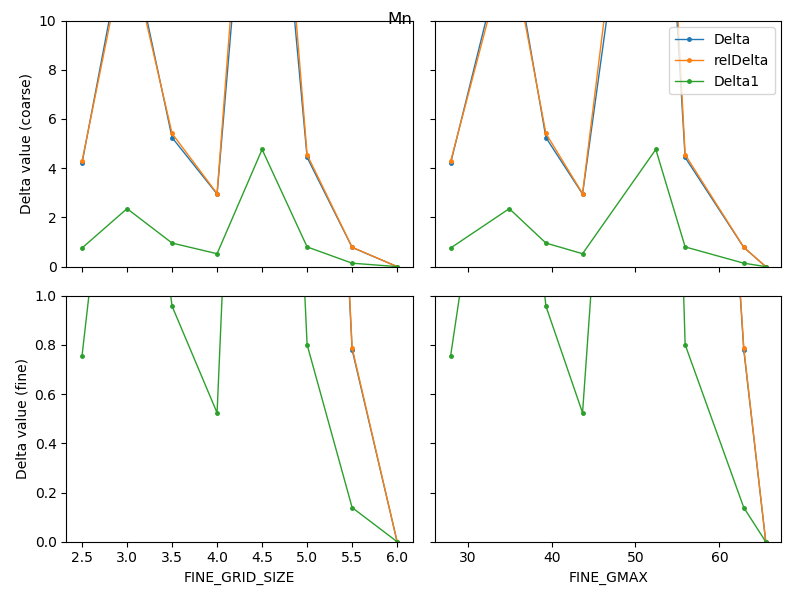 Mn
10
8
6
4
2
0
Delta value (coarse)
Delta
relDelta
Delta1
1.0
0.8
0.6
0.4
0.2
0.0
Delta value (fine)
2.5 3.0 3.5 4.0 4.5 5.0 5.5 6.0
FINE_GRID_SIZE
30 40 50 60
FINE_GMAX